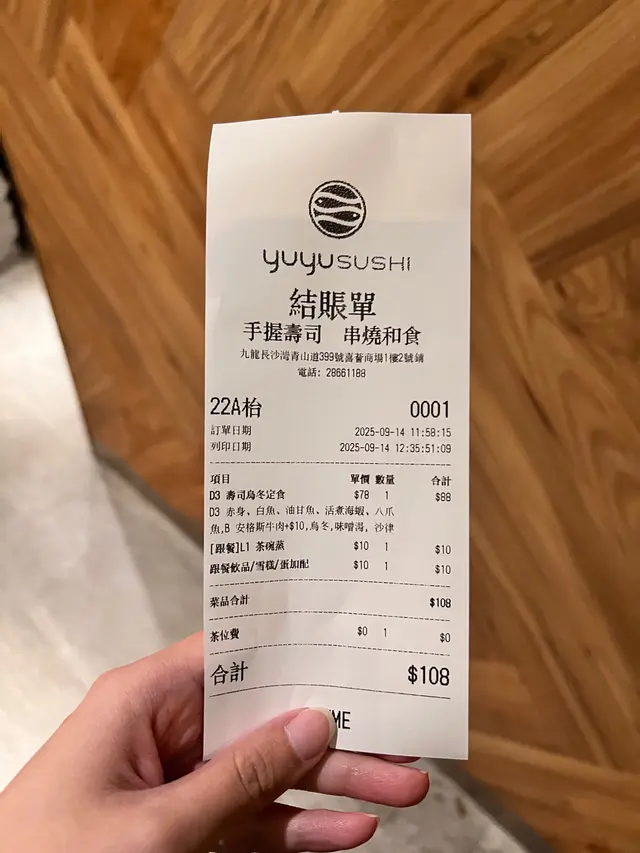 yuyu SUSHI
結賬單
手握壽司 串燒和食
九龍長沙灣青山道399號喜薈商場1樓2號鋪
電話: 28661188
22A枱 0001
訂單日期 2025-09-14 11:58:15
列印日期 2025-09-14 12:35:51:09
項目 單價 數量 合計
D3 壽司烏冬定食 $78 1 $88
D3 赤身、白魚、油甘魚、活煮海蝦、八爪
魚,B 安格斯牛肉+$10,烏冬,味噌湯, 沙律
[跟餐]L1 茶碗蒸 $10 1 $10
跟餐飲品/雪糕/蛋加配 $10 1 $10
菜品合計 $108
茶位費 $0 1 $0
合計 $108
ME